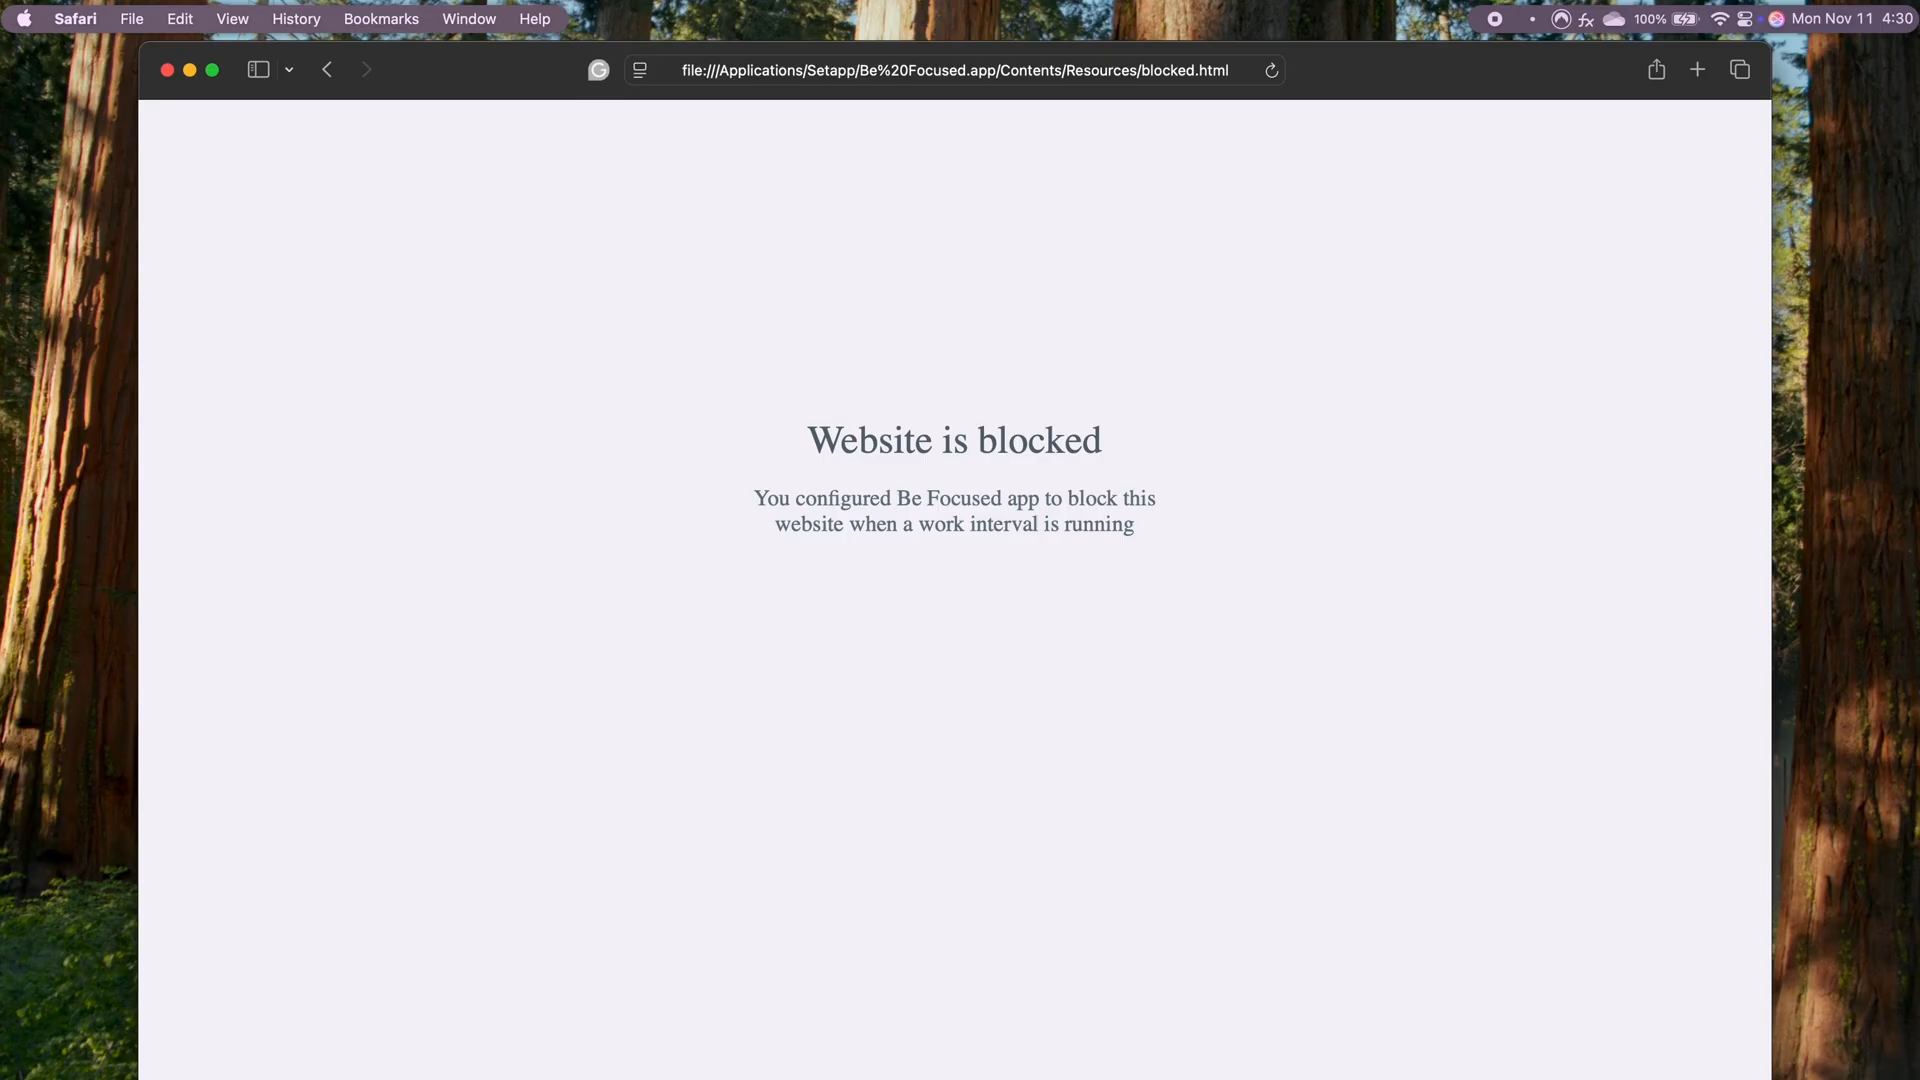 Safari File Edit View History Bookmarks Window Help fx 100% Mon Nov 11 4:30
file:///Applications/Setapp/Be%20Focused.app/Contents/Resources/blocked.html
Website is blocked
You configured Be Focused app to block this
website when a work interval is running